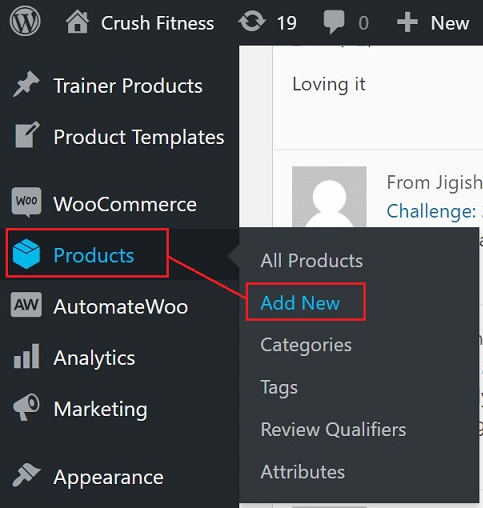 Crush Fitness 19 0 New
Trainer Products
Product Templates
WooCommerce
Products
AutomateWoo
Analytics
Marketing
Appearance
All Products
Add New
Categories
Tags
Review Qualifiers
Attributes
Loving it
From Jigish
Challenge: